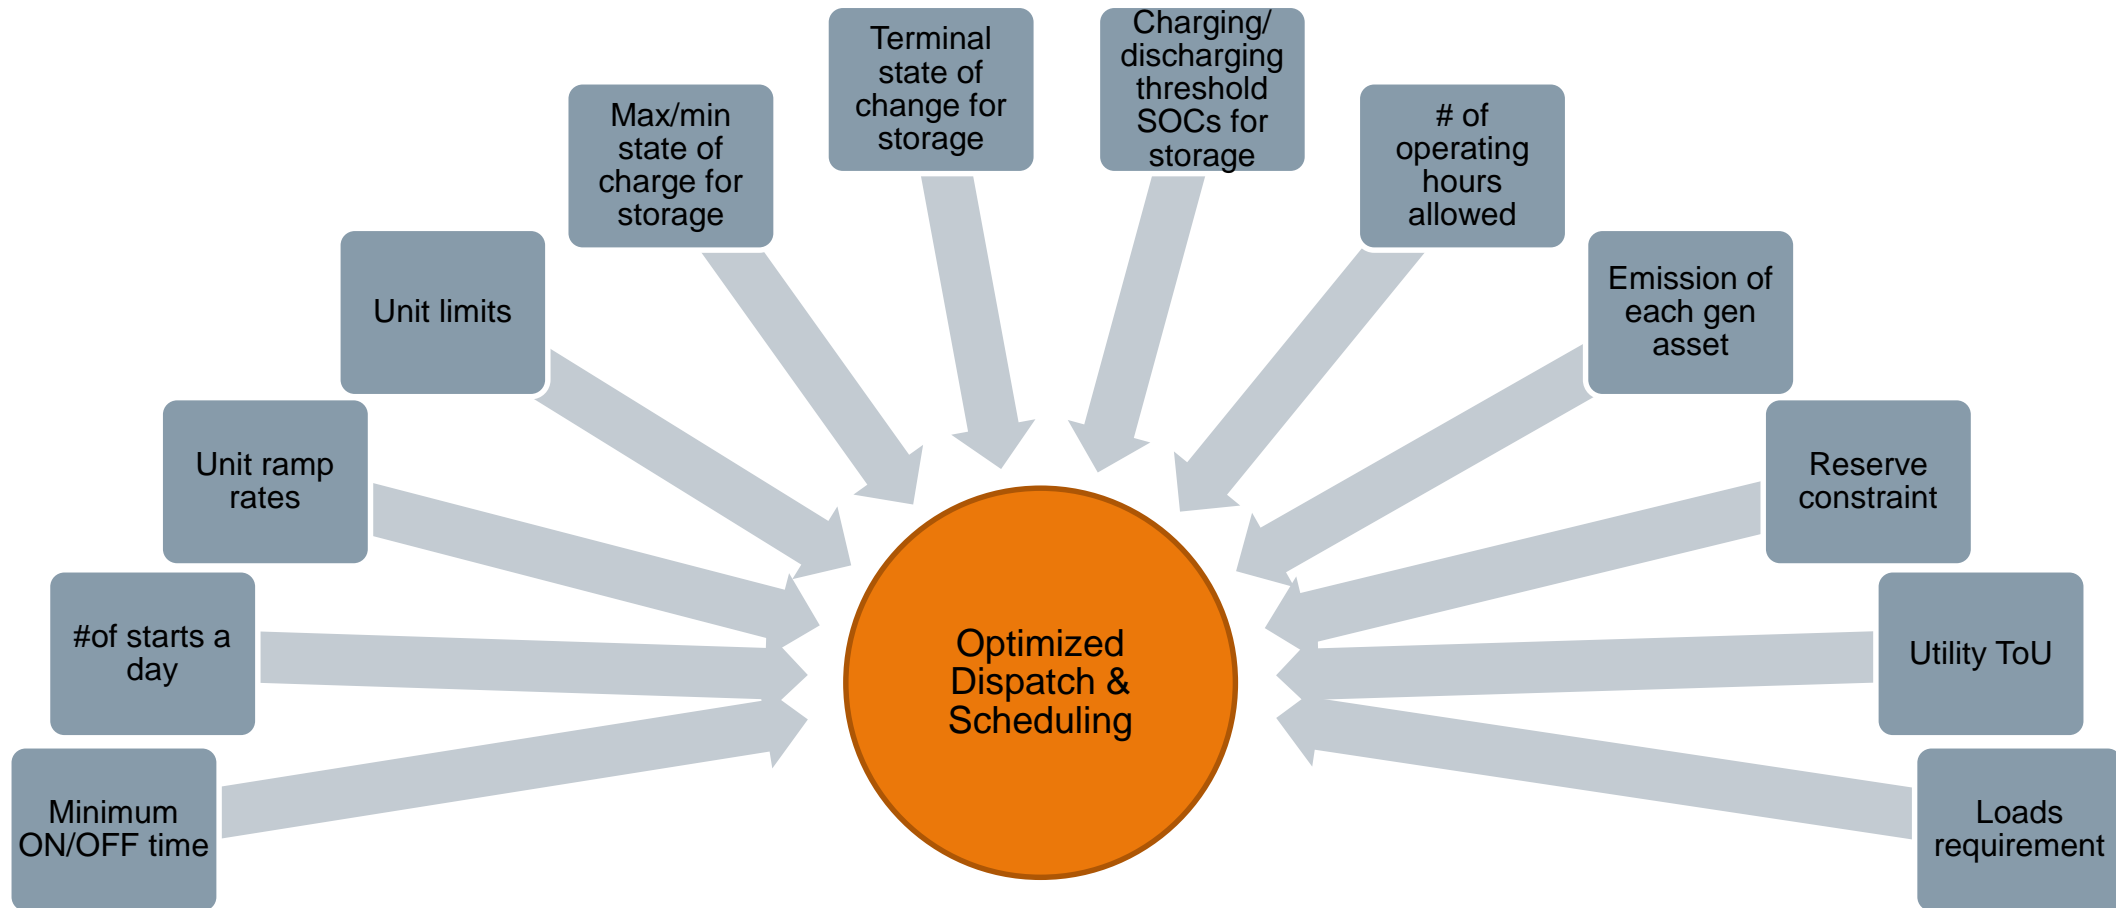 Terminal
state of
change for
storage
Charging/
discharging
threshold
SOCs for
storage
Max/min
state of
charge for
storage
# of
operating
hours
allowed
Unit limits
Emission of
each gen
asset
Unit ramp
rates
Reserve
constraint
#of starts a
day
Utility ToU
Minimum
ON/OFF time
Loads
requirement
Optimized
Dispatch &
Scheduling